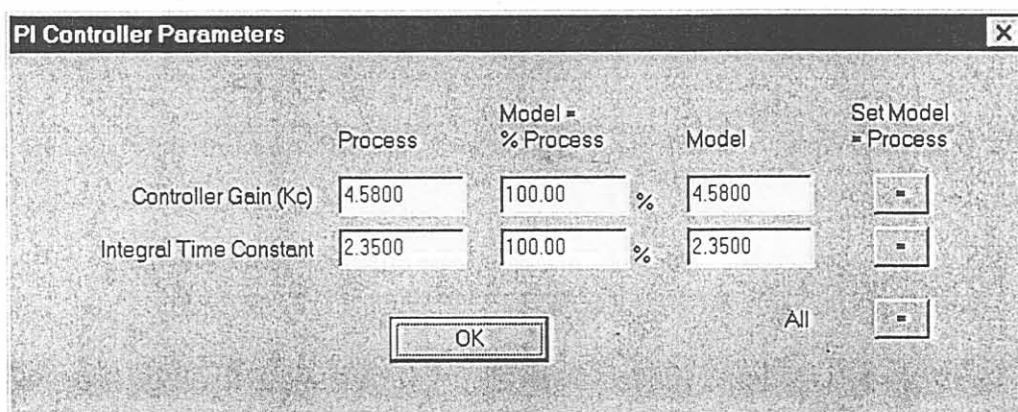 PI Controller Parameters
Process Model = % Process Model Set Model = Process
Controller Gain (Kc) 4.5800 100.00 % 4.5800 =
Integral Time Constant 2.3500 100.00 % 2.3500 =
All =
OK